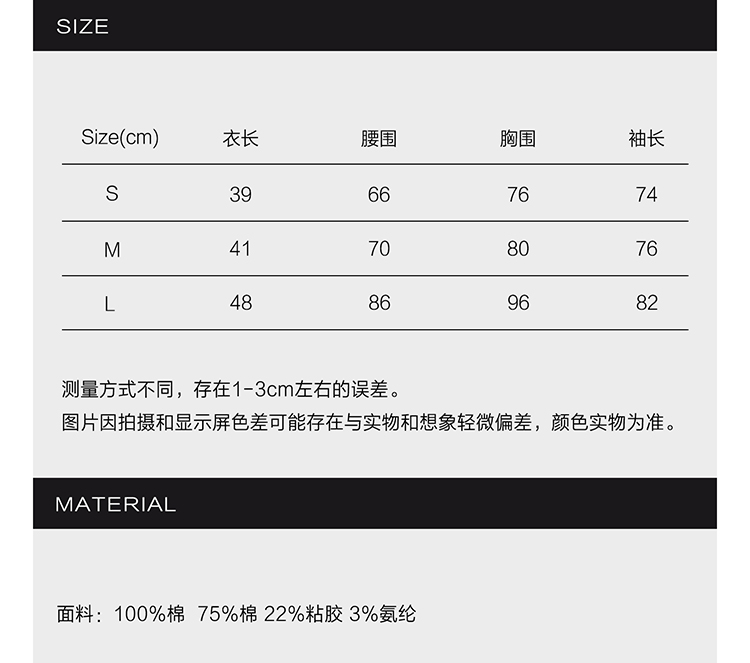 SIZE
Size(cm) 衣长 腰围 胸围 袖长
S 39 66 76 74
M 41 70 80 76
L 48 86 96 82
测量方式不同，存在1-3cm左右的误差。
图片因拍摄和显示屏色差可能存在与实物和想象轻微偏差，颜色实物为准。
MATERIAL
面料：100%棉 75%棉 22%粘胶 3%氨纶